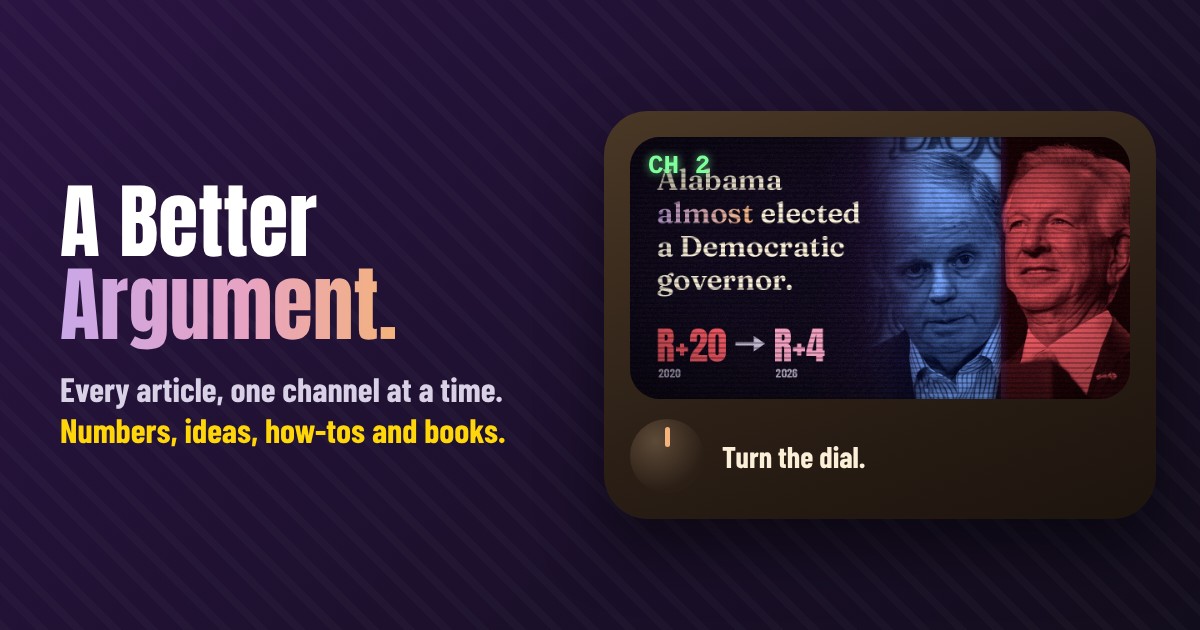 A Better
Argument.
Every article, one channel at a time.
Numbers, ideas, how-tos and books.
CH 2
Alabama
almost elected
a Democratic
governor.
R+20 → R+4
2020 2026
Turn the dial.